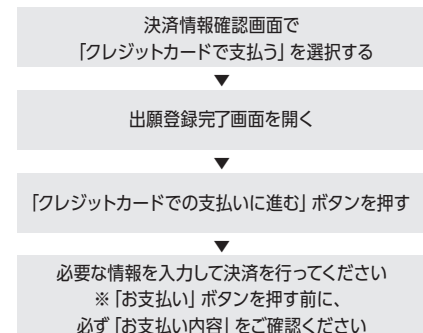 決済情報確認画面で
「クレジットカードで支払う」を選択する
▼
出願登録完了画面を開く
▼
「クレジットカードでの支払いに進む」ボタンを押す
▼
必要な情報を入力して決済を行ってください
※「お支払い」ボタンを押す前に、
必ず「お支払い内容」をご確認ください